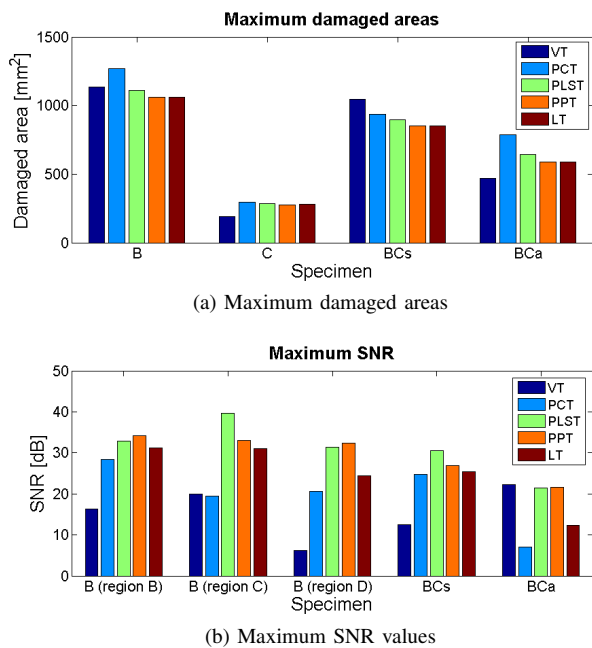 Maximum damaged areas
Damaged area [mm²]
1500
1000
500
0
VT
PCT
PLST
PPT
LT
B C BCs BCa
Specimen
(a) Maximum damaged areas
Maximum SNR
SNR [dB]
50
40
30
20
10
0
VT
PCT
PLST
PPT
LT
B (region B) B (region C) B (region D) BCs BCa
Specimen
(b) Maximum SNR values